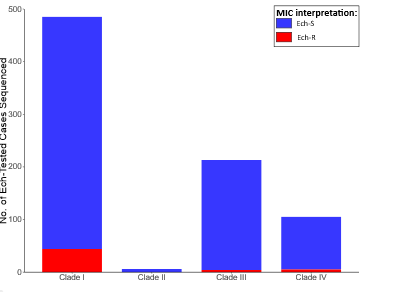 MIC interpretation:
Ech-S
Ech-R
No. of Ech-Tested Cases Sequenced
500
400
300
200
100
0
Clade I
Clade II
Clade III
Clade IV